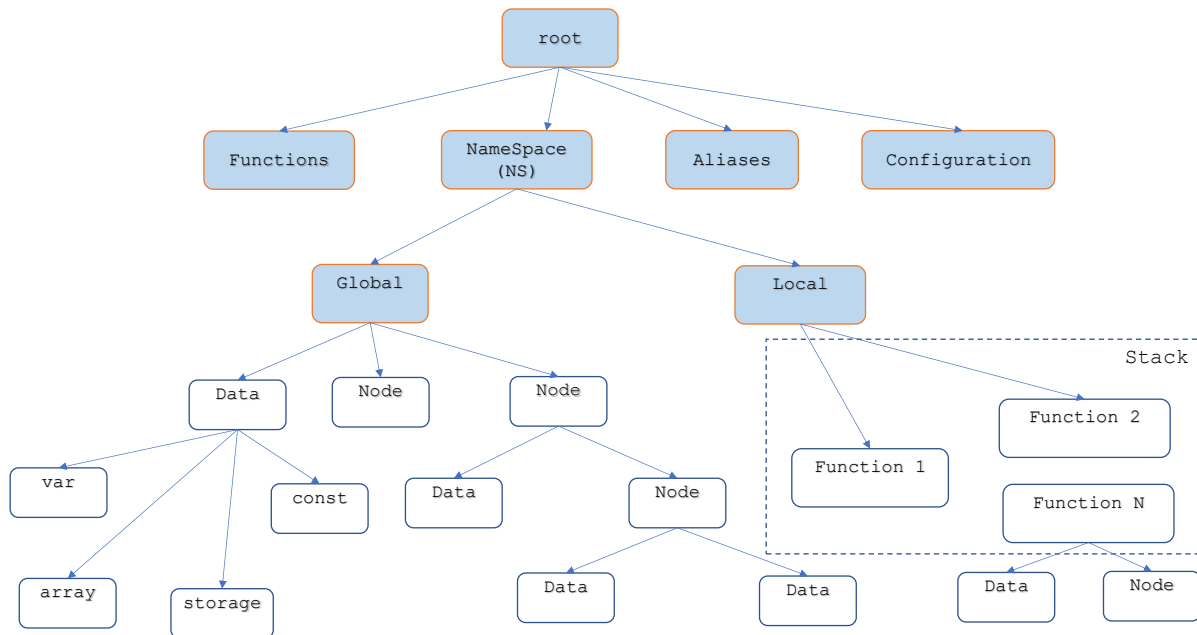 root
Functions
NameSpace
(NS)
Aliases
Configuration
Global
Local
Stack
Data
Node
Node
Function 2
Function 1
var
const
Data
Node
Function N
array
storage
Data
Data
Data
Node